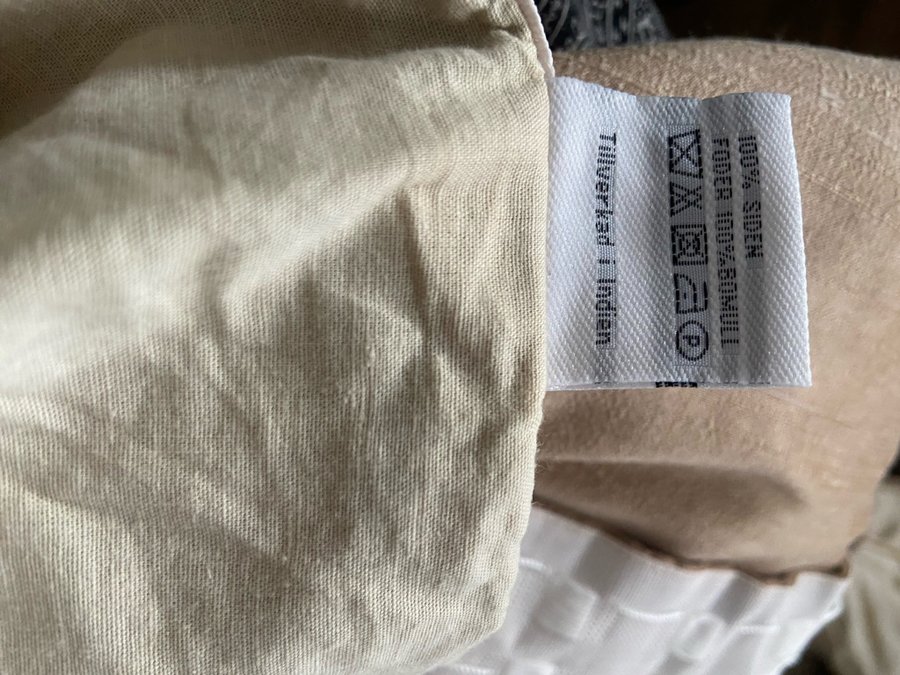 100% SIDEN
FODER 100%BOMULL
P
Tillverkad i Indien